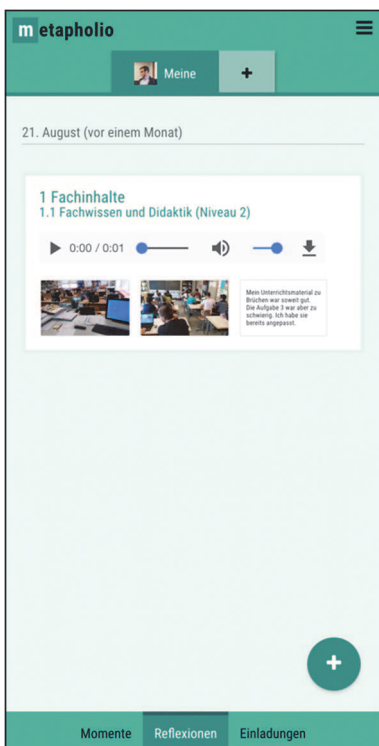 metapholio
Meine +
21. August (vor einem Monat)
1 Fachinhalte
1.1 Fachwissen und Didaktik (Niveau 2)
0:00 / 0:01
Mein Unterrichtsmaterial zu
Brüchen war soweit gut.
Die Aufgabe 3 war aber zu
schwierig. Ich habe sie
bereits angepasst.
+
Momente Reflexionen Einladungen